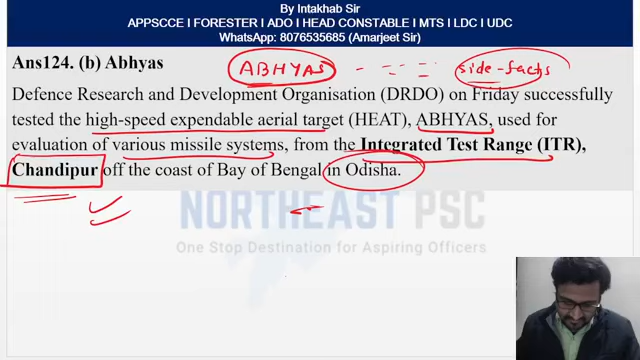 By Intakhab Sir
APPSCCE I FORESTER I ADO I HEAD CONSTABLE I MTS I LDC I UDC
WhatsApp: 8076535685 (Amarjeet Sir)
Ans124. (b) Abhyas
ABHYAS
side-facts
Defence Research and Development Organisation (DRDO) on Friday successfully
tested the high-speed expendable aerial target (HEAT), ABHYAS, used for
evaluation of various missile systems, from the Integrated Test Range (ITR),
Chandipur off the coast of Bay of Bengal in Odisha.
NORTHEAST PSC
One Stop Destination for Aspiring Officers